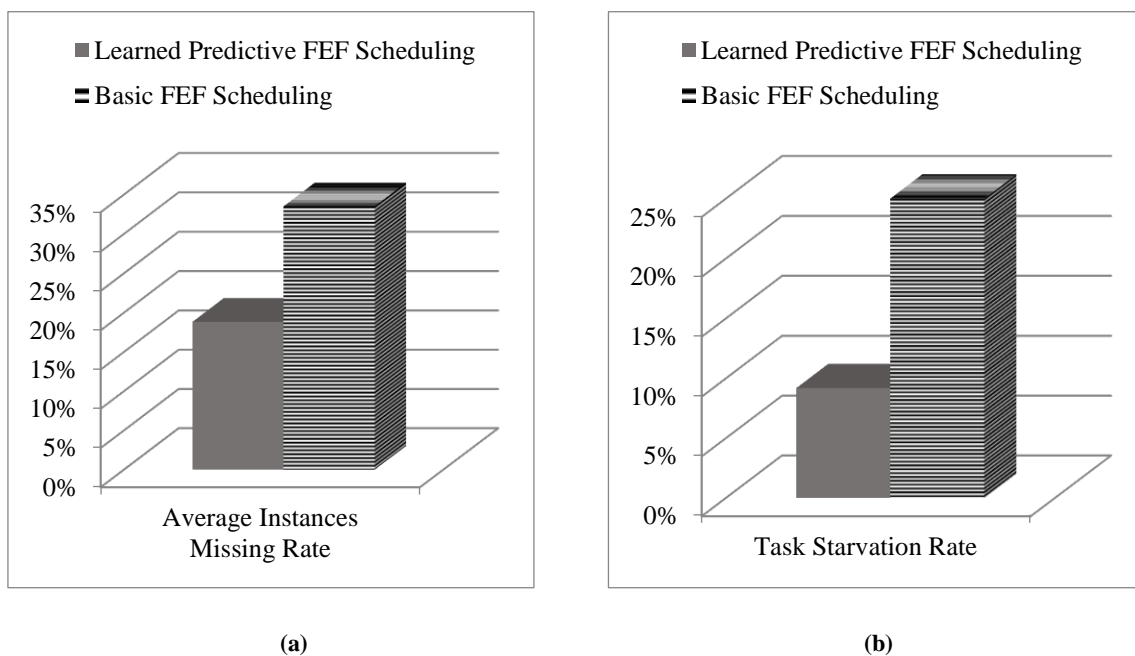 Learned Predictive FEF Scheduling
Basic FEF Scheduling
35%
30%
25%
20%
15%
10%
5%
0%
Average Instances
Missing Rate
(a)
Learned Predictive FEF Scheduling
Basic FEF Scheduling
25%
20%
15%
10%
5%
0%
Task Starvation Rate
(b)